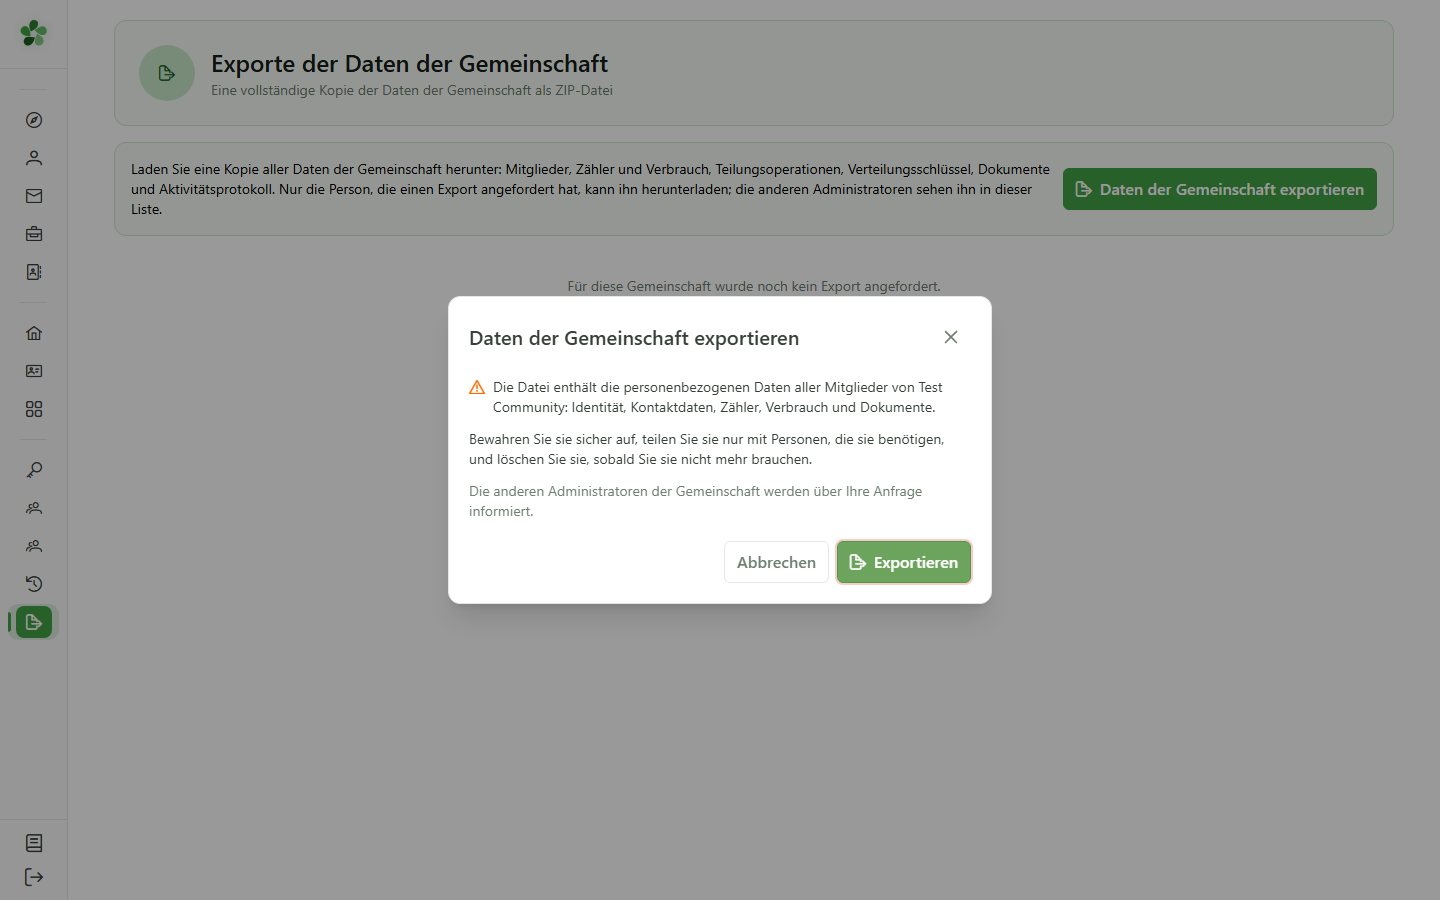 Exporte der Daten der Gemeinschaft
Eine vollständige Kopie der Daten der Gemeinschaft als ZIP-Datei
Laden Sie eine Kopie aller Daten der Gemeinschaft herunter: Mitglieder, Zähler und Verbrauch, Teilungsoperationen, Verteilungsschlüssel, Dokumente
und Aktivitätsprotokoll. Nur die Person, die einen Export angefordert hat, kann ihn herunterladen; die anderen Administratoren sehen ihn in dieser
Liste.
Daten der Gemeinschaft exportieren
Für diese Gemeinschaft wurde noch kein Export angefordert.
Daten der Gemeinschaft exportieren
Die Datei enthält die personenbezogenen Daten aller Mitglieder von Test
Community: Identität, Kontaktdaten, Zähler, Verbrauch und Dokumente.
Bewahren Sie sie sicher auf, teilen Sie sie nur mit Personen, die sie benötigen,
und löschen Sie sie, sobald Sie sie nicht mehr brauchen.
Die anderen Administratoren der Gemeinschaft werden über Ihre Anfrage
informiert.
Abbrechen
Exportieren